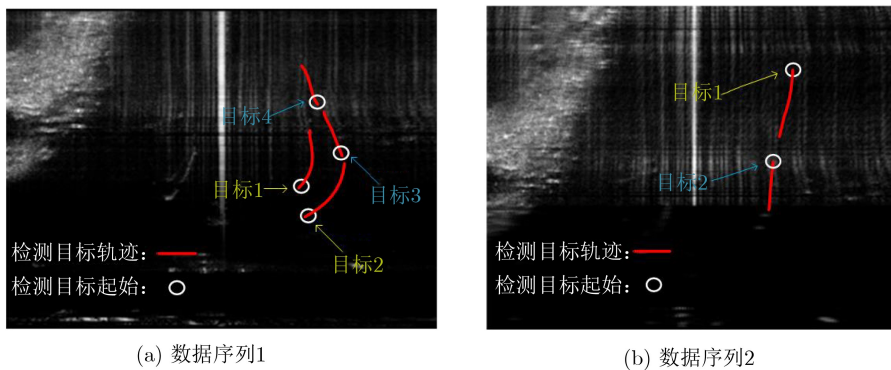 目标4
目标1
目标3
目标2
检测目标轨迹：
检测目标起始：
(a) 数据序列1
目标1
目标2
检测目标轨迹：
检测目标起始：
(b) 数据序列2